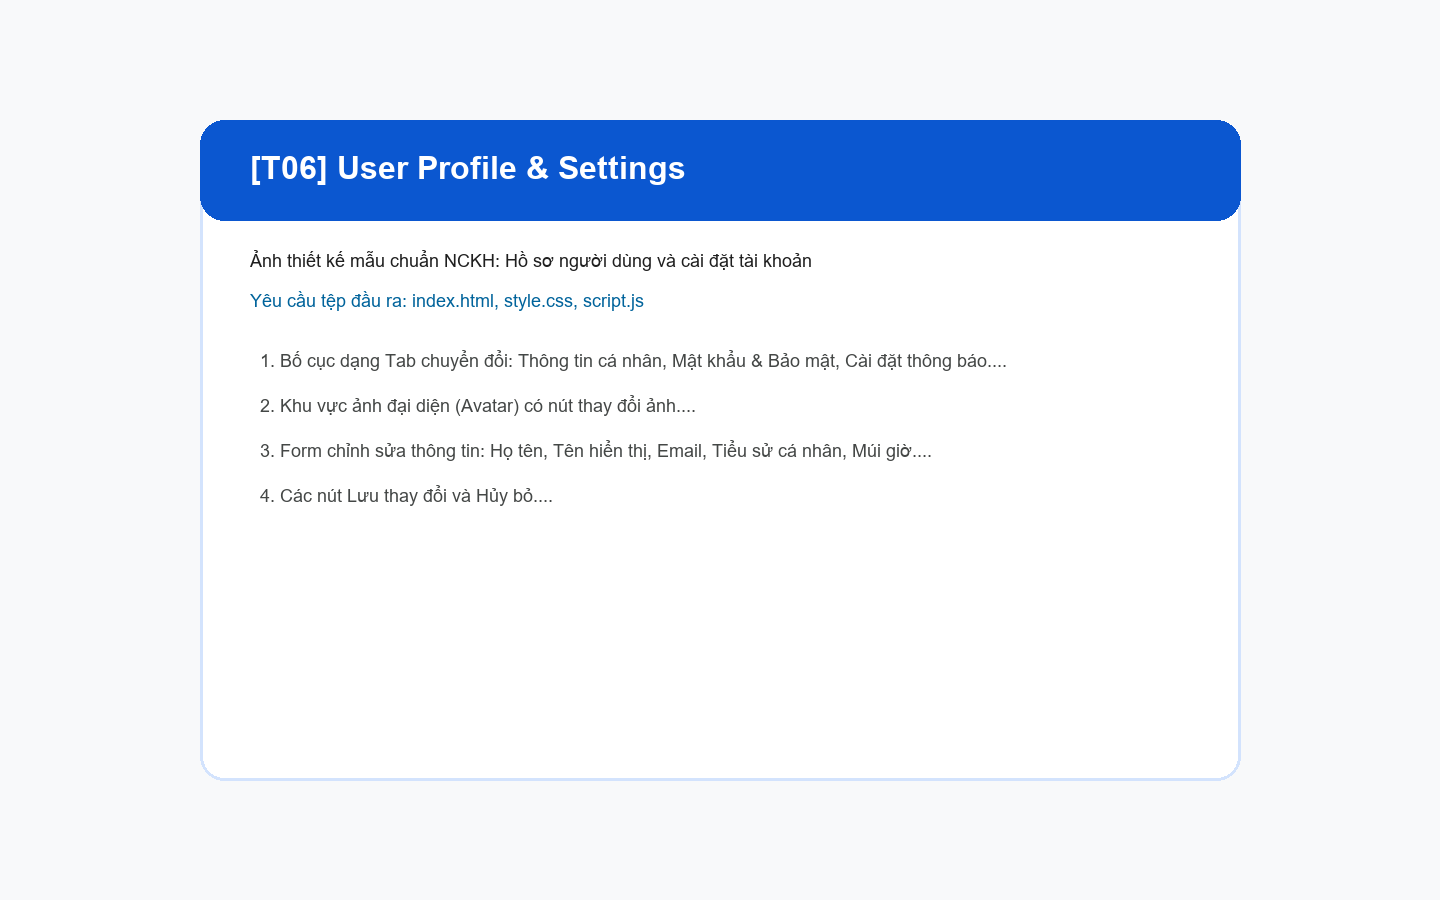 [T06] User Profile & Settings
Ảnh thiết kế mẫu chuẩn NCKH: Hồ sơ người dùng và cài đặt tài khoản
Yêu cầu tệp đầu ra: index.html, style.css, script.js
1. Bố cục dạng Tab chuyển đổi: Thông tin cá nhân, Mật khẩu & Bảo mật, Cài đặt thông báo....
2. Khu vực ảnh đại diện (Avatar) có nút thay đổi ảnh....
3. Form chỉnh sửa thông tin: Họ tên, Tên hiển thị, Email, Tiểu sử cá nhân, Múi giờ....
4. Các nút Lưu thay đổi và Hủy bỏ....